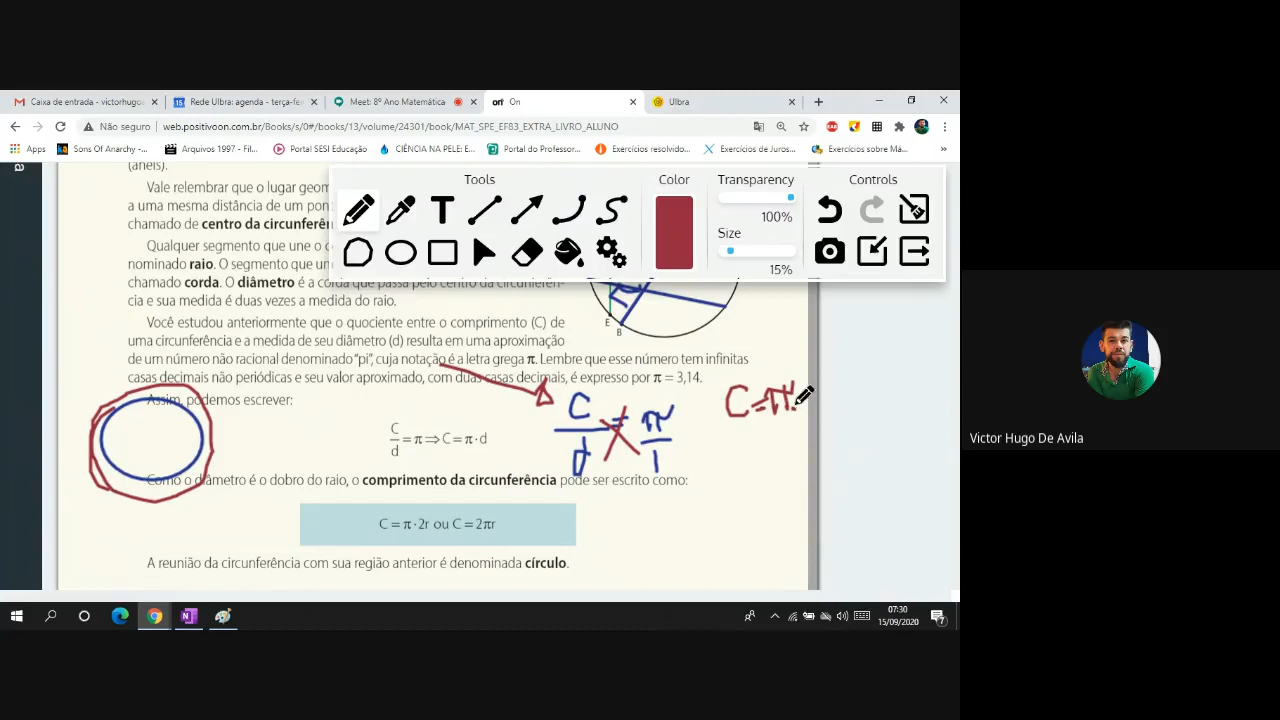 Caixa de entrada - victorhugo
Rede Ulbra: agenda - terça-fe
Meet: 8º Ano Matemática
On
Ulbra
Não seguro
web.positivoon.com.br/Books/s/0#/books/13/volume/24301/book/MAT_SPE_EF83_EXTRA_LIVRO_ALUNO
Apps
Sons Of Anarchy -...
Arquivos 1997 - Fil...
Portal SESI Educação
CIÊNCIA NA PELE: E...
Portal do Professor...
Exercícios resolvido...
Exercícios de Juros...
Exercícios sobre Má...
a
(anéis).
Vale relembrar que o lugar geom
a uma mesma distância de um pon
chamado de centro da circunferên
Qualquer segmento que une o c
nominado raio. O segmento que un
chamado corda. O diâmetro é a corda que passa pelo centro da circunferên-
cia e sua medida é duas vezes a medida do raio.
Você estudou anteriormente que o quociente entre o comprimento (C) de
uma circunferência e a medida de seu diâmetro (d) resulta em uma aproximação
de um número não racional denominado "pi", cuja notação é a letra grega π. Lembre que esse número tem infinitas
casas decimais não periódicas e seu valor aproximado, com duas casas decimais, é expresso por π = 3,14.
Assim, podemos escrever:
C/d = π ⇒ C = π · d
Como o diâmetro é o dobro do raio, o comprimento da circunferência pode ser escrito como:
C = π · 2r ou C = 2πr
A reunião da circunferência com sua região anterior é denominada círculo.
Tools
T
Color
Transparency
100%
Size
15%
Controls
E
B
C/d = π/1
C = π.
Victor Hugo De Avila
07:30
15/09/2020